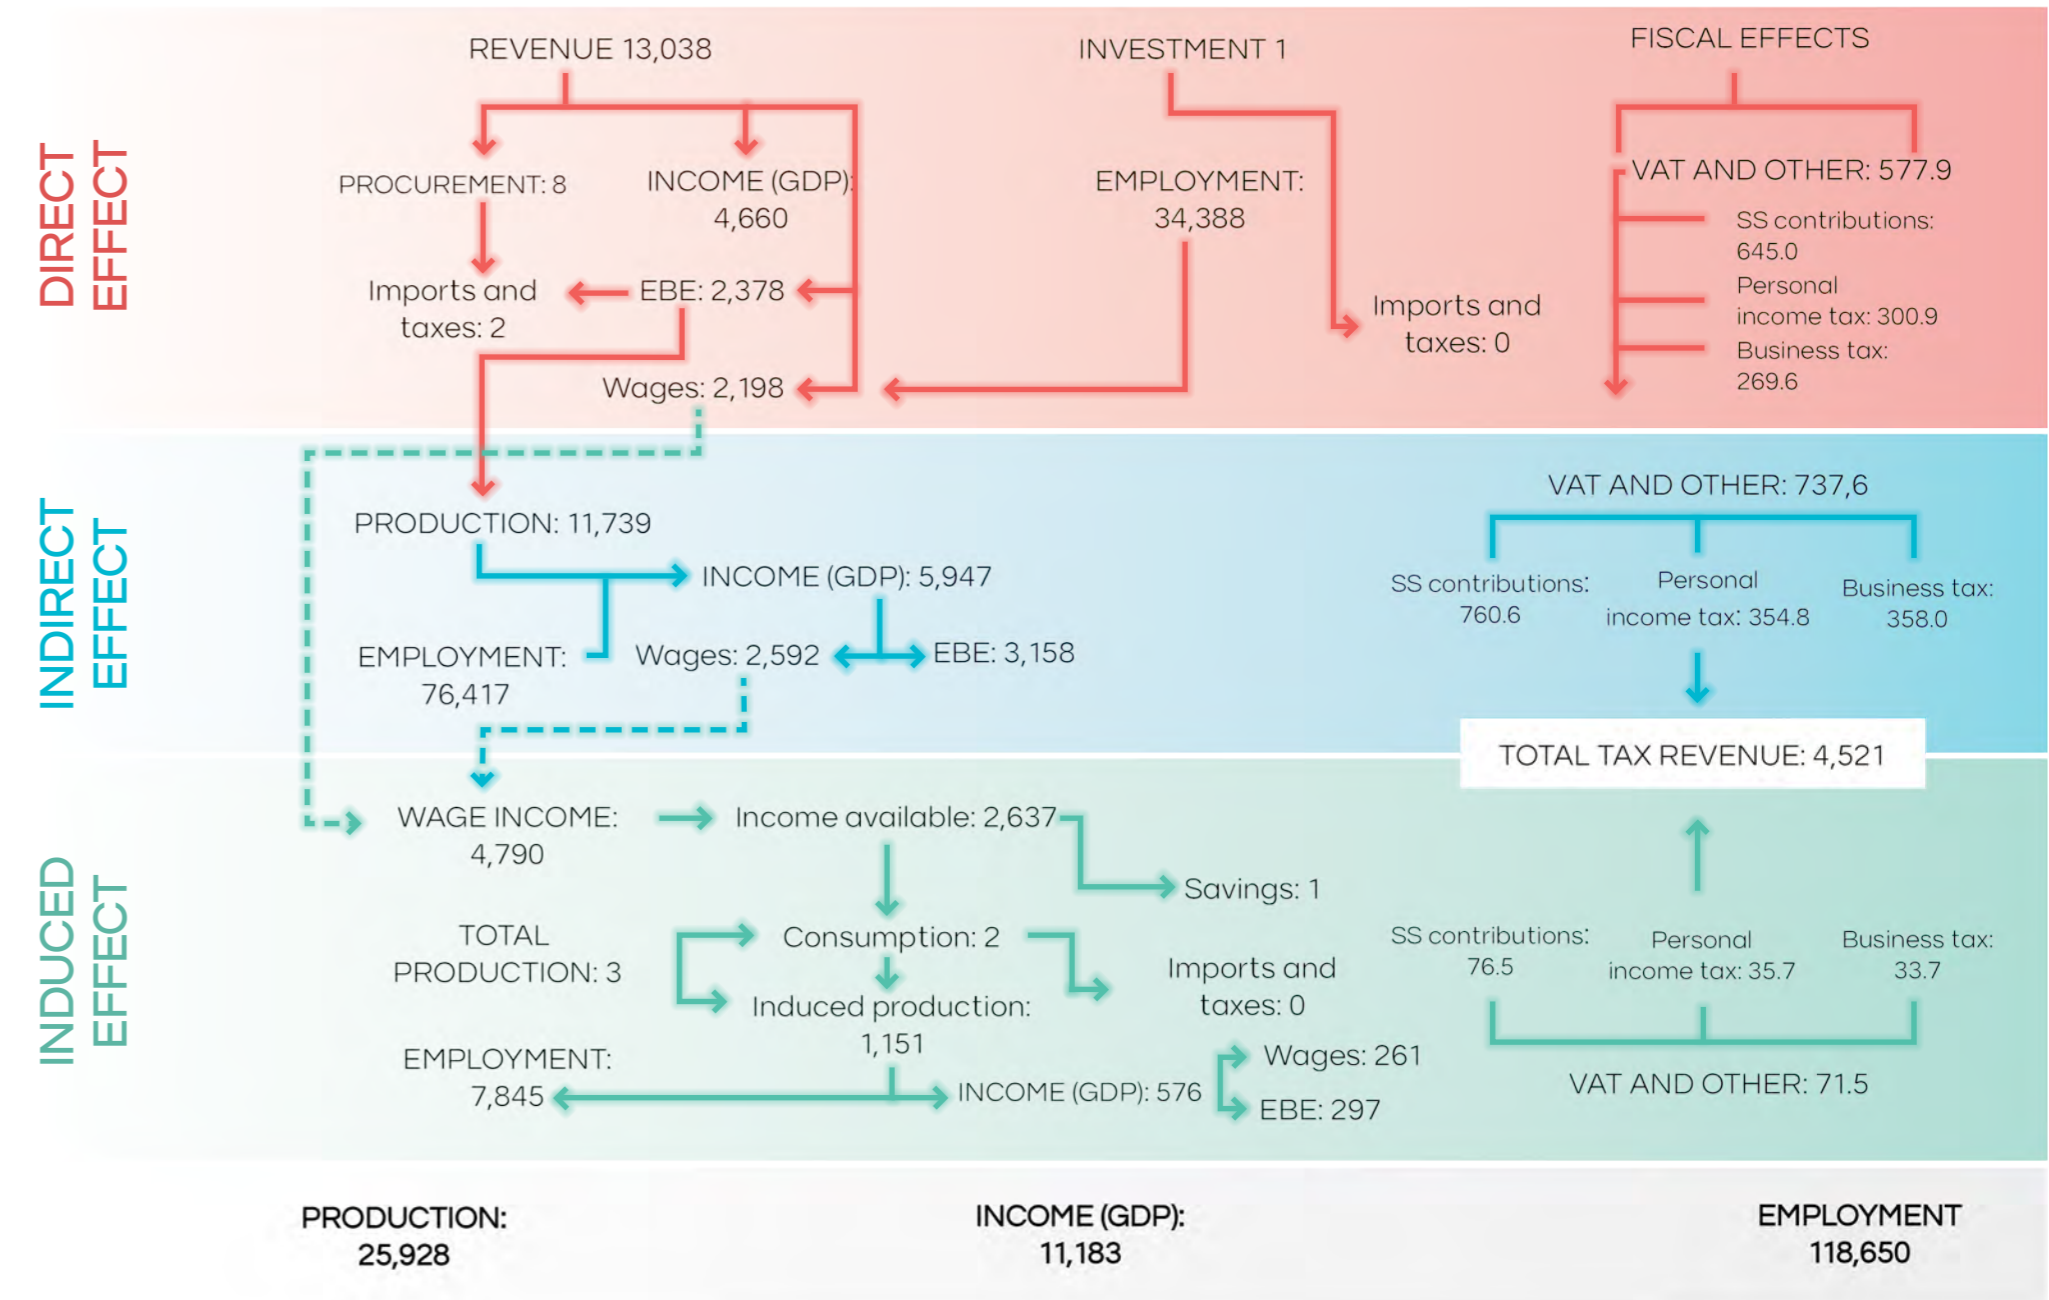 DIRECT
EFFECT
REVENUE 13,038
INVESTMENT 1
FISCAL EFFECTS
PROCUREMENT: 8
INCOME (GDP):
4,660
EMPLOYMENT:
34,388
VAT AND OTHER: 577.9
SS contributions:
645.0
Personal
income tax: 300.9
Business tax:
269.6
Imports and
taxes: 2
EBE: 2,378
Imports and
taxes: 0
Wages: 2,198
INDIRECT
EFFECT
PRODUCTION: 11,739
INCOME (GDP): 5,947
EMPLOYMENT:
76,417
Wages: 2,592
EBE: 3,158
VAT AND OTHER: 737,6
SS contributions:
760.6
Personal
income tax: 354.8
Business tax:
358.0
TOTAL TAX REVENUE: 4,521
INDUCED
EFFECT
WAGE INCOME:
4,790
Income available: 2,637
Savings: 1
TOTAL
PRODUCTION: 3
Consumption: 2
Imports and
taxes: 0
Induced production:
1,151
EMPLOYMENT:
7,845
INCOME (GDP): 576
Wages: 261
EBE: 297
SS contributions:
76.5
Personal
income tax: 35.7
Business tax:
33.7
VAT AND OTHER: 71.5
PRODUCTION:
25,928
INCOME (GDP):
11,183
EMPLOYMENT
118,650